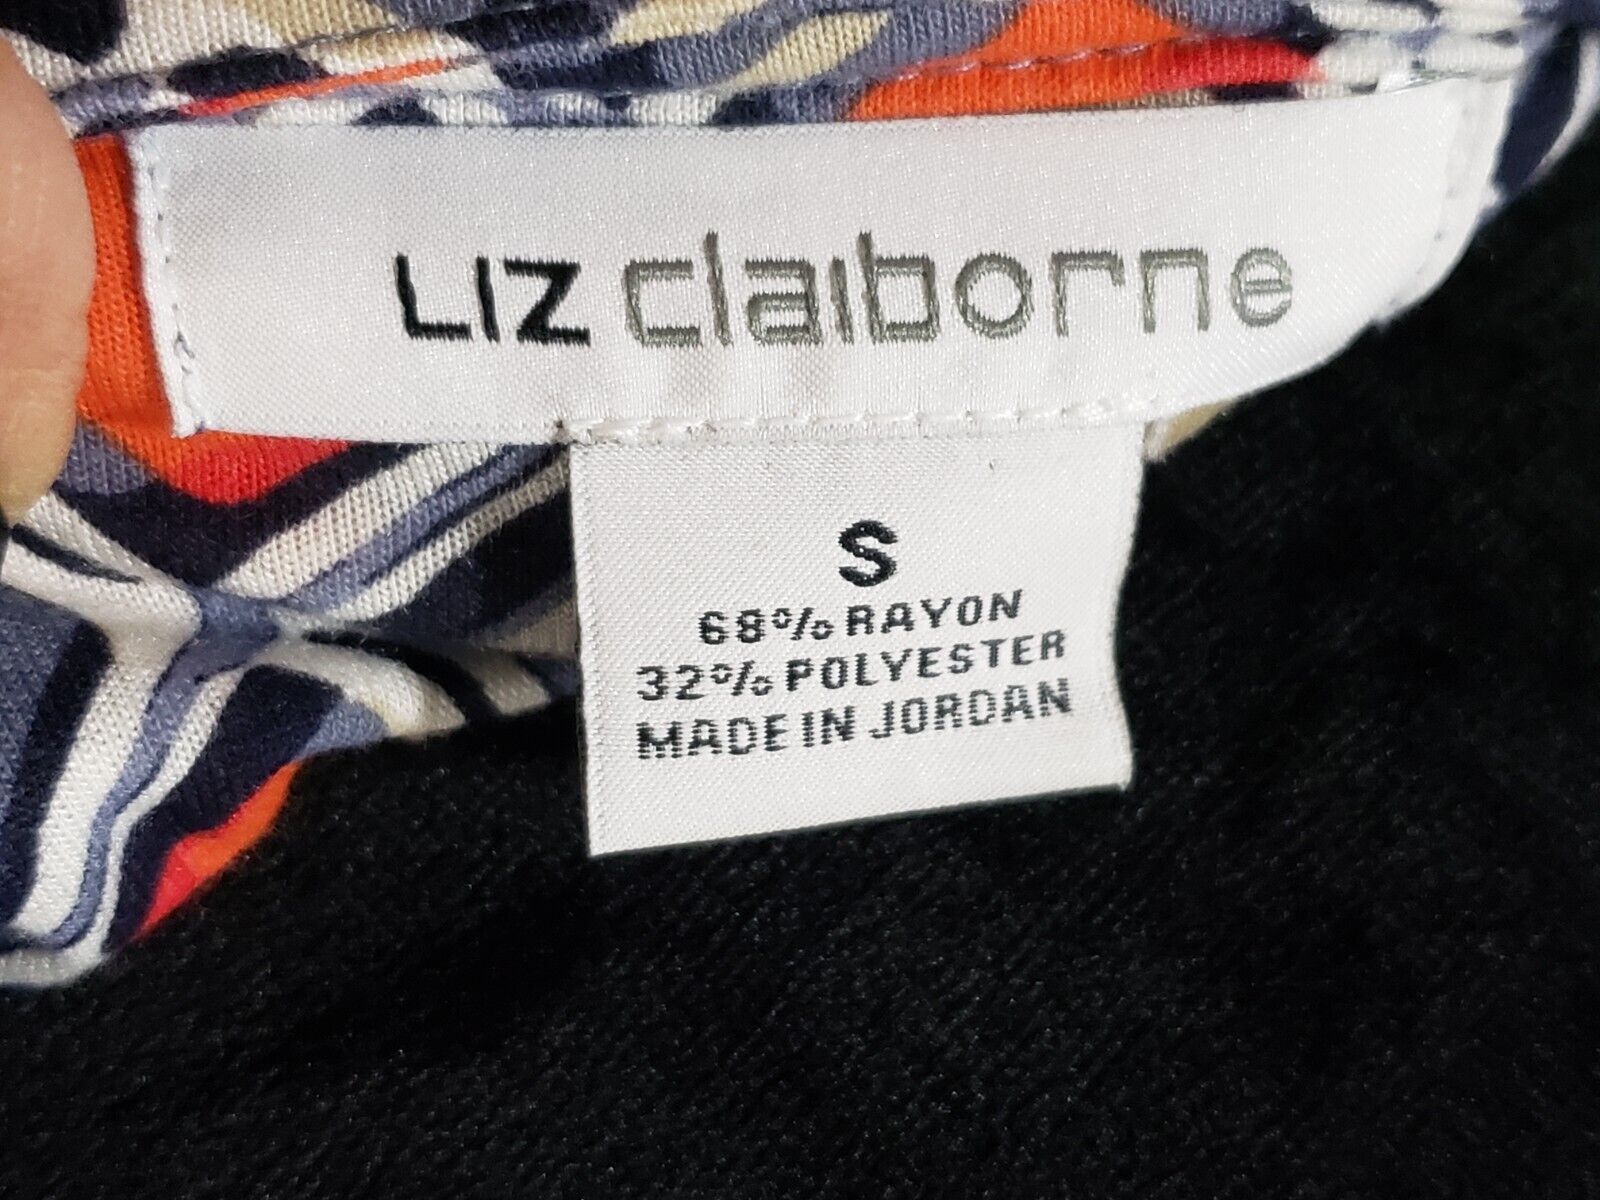 LIZ claiborne
S
68% RAYON
32% POLYESTER
MADE IN JORDAN